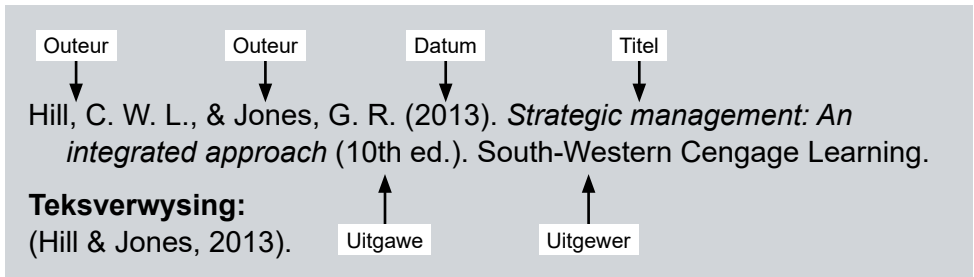 Outeur Outeur Datum Titel
Hill, C. W. L., & Jones, G. R. (2013). Strategic management: An
integrated approach (10th ed.). South-Western Cengage Learning.
Teksverwysing:
(Hill & Jones, 2013).
Uitgawe Uitgewer